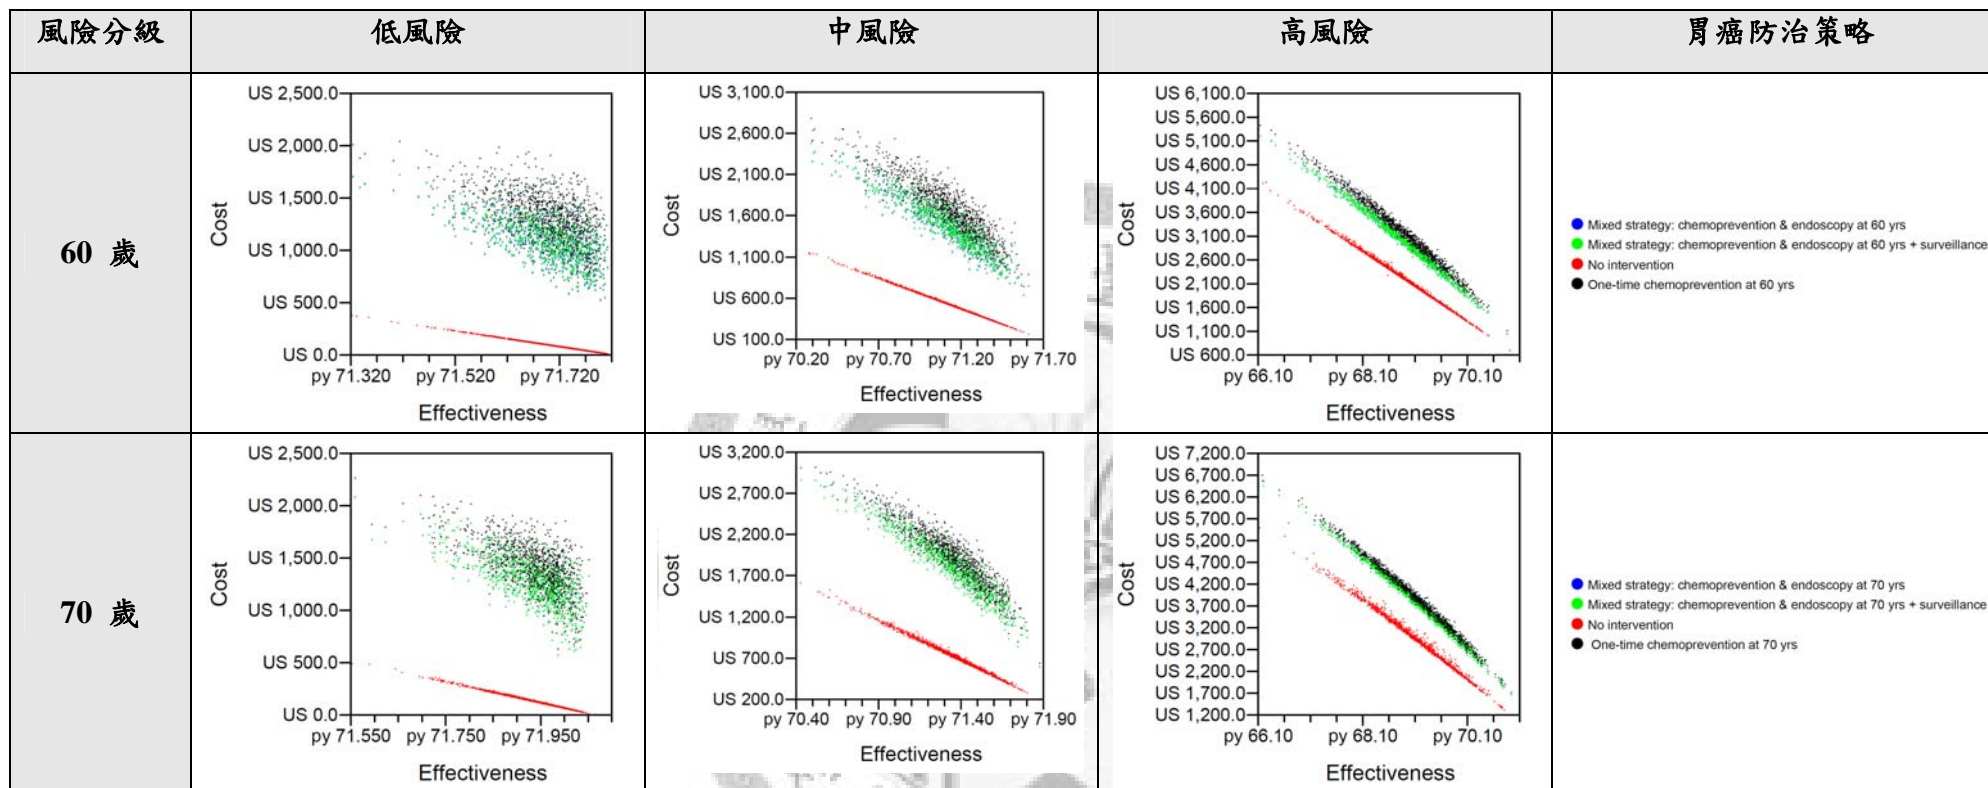 風險分級 低風險 中風險 高風險 胃癌防治策略
60 歲
US 2,500.0
US 2,000.0
US 1,500.0
US 1,000.0
US 500.0
US 0.0
Cost
py 71.320 py 71.520 py 71.720
Effectiveness
US 3,100.0
US 2,600.0
US 2,100.0
US 1,600.0
US 1,100.0
US 600.0
US 100.0
Cost
py 70.20 py 70.70 py 71.20 py 71.70
Effectiveness
US 6,100.0
US 5,600.0
US 5,100.0
US 4,600.0
US 4,100.0
US 3,600.0
US 3,100.0
US 2,600.0
US 2,100.0
US 1,600.0
US 1,100.0
US 600.0
Cost
py 66.10 py 68.10 py 70.10
Effectiveness
Mixed strategy: chemoprevention & endoscopy at 60 yrs
Mixed strategy: chemoprevention & endoscopy at 60 yrs + surveillance
No intervention
One-time chemoprevention at 60 yrs
70 歲
US 2,500.0
US 2,000.0
US 1,500.0
US 1,000.0
US 500.0
US 0.0
Cost
py 71.550 py 71.750 py 71.950
Effectiveness
US 3,200.0
US 2,700.0
US 2,200.0
US 1,700.0
US 1,200.0
US 700.0
US 200.0
Cost
py 70.40 py 70.90 py 71.40 py 71.90
Effectiveness
US 7,200.0
US 6,700.0
US 6,200.0
US 5,700.0
US 5,200.0
US 4,700.0
US 4,200.0
US 3,700.0
US 3,200.0
US 2,700.0
US 2,200.0
US 1,700.0
US 1,200.0
Cost
py 66.10 py 68.10 py 70.10
Effectiveness
Mixed strategy: chemoprevention & endoscopy at 70 yrs
Mixed strategy: chemoprevention & endoscopy at 70 yrs + surveillance
No intervention
One-time chemoprevention at 70 yrs